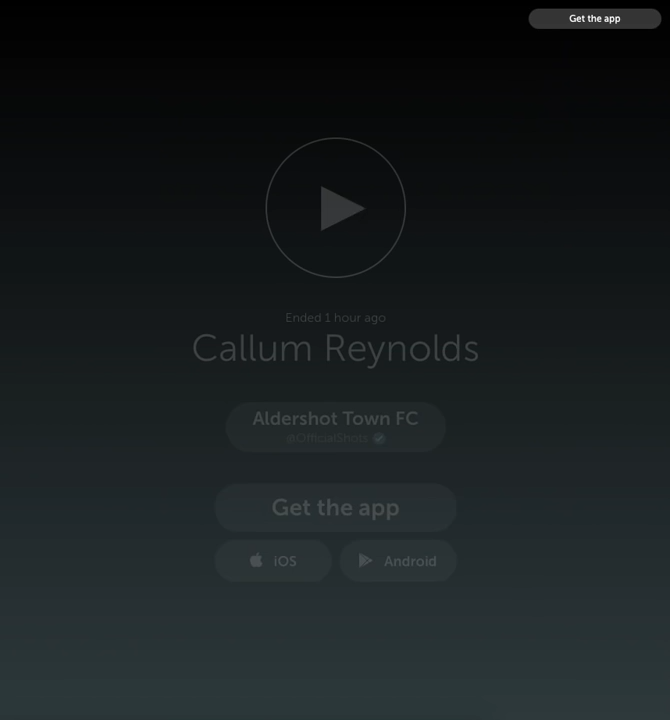 Get the app
Ended 1 hour ago
Callum Reynolds
Aldershot Town FC
@OfficialShots
Get the app
iOS
Android